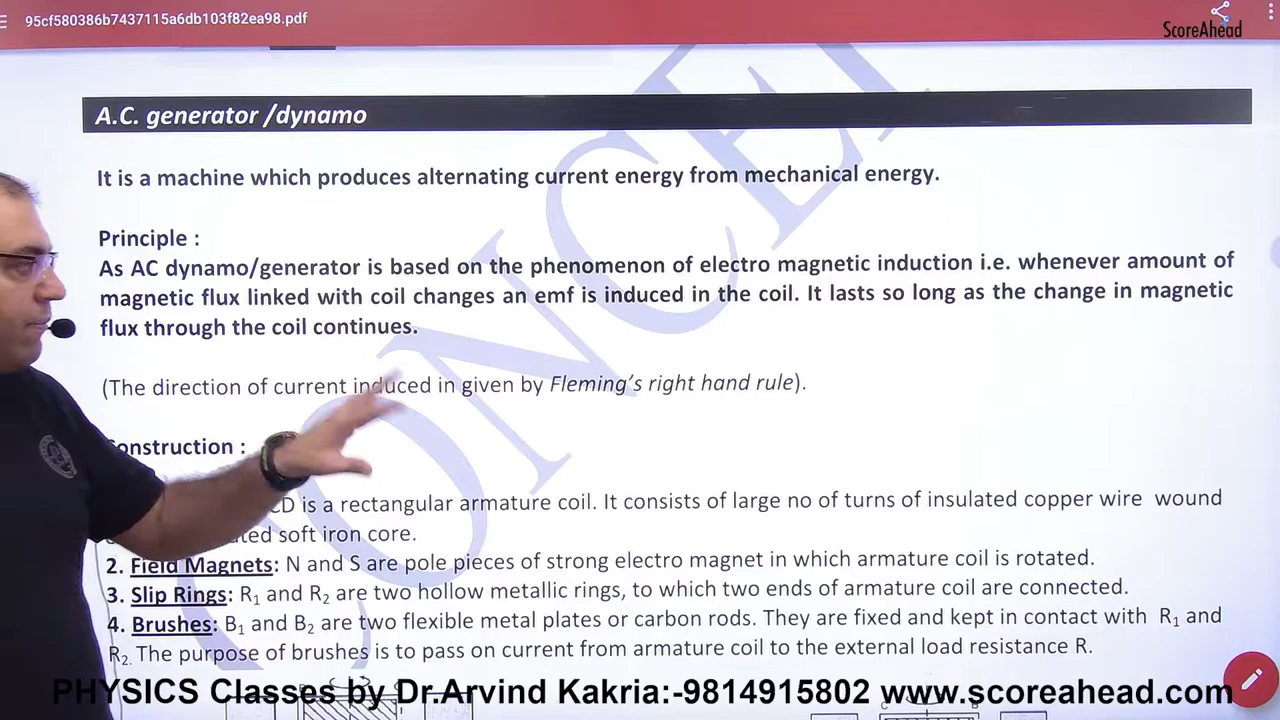 95cf580386b7437115a6db103f82ea98.pdf
ScoreAhead
A.C. generator /dynamo
It is a machine which produces alternating current energy from mechanical energy.
Principle :
As AC dynamo/generator is based on the phenomenon of electro magnetic induction i.e. whenever amount of
magnetic flux linked with coil changes an emf is induced in the coil. It lasts so long as the change in magnetic
flux through the coil continues.
(The direction of current induced in given by Fleming's right hand rule).
onstruction :
CD is a rectangular armature coil. It consists of large no of turns of insulated copper wire wound
soft iron core.
2. Field Magnets: N and S are pole pieces of strong electro magnet in which armature coil is rotated.
3. Slip Rings: R1 and R2 are two hollow metallic rings, to which two ends of armature coil are connected.
4. Brushes: B1 and B2 are two flexible metal plates or carbon rods. They are fixed and kept in contact with R1 and
R2. The purpose of brushes is to pass on current from armature coil to the external load resistance R.
PHYSICS Classes by Dr.Arvind Kakria:-9814915802 www.scoreahead.com